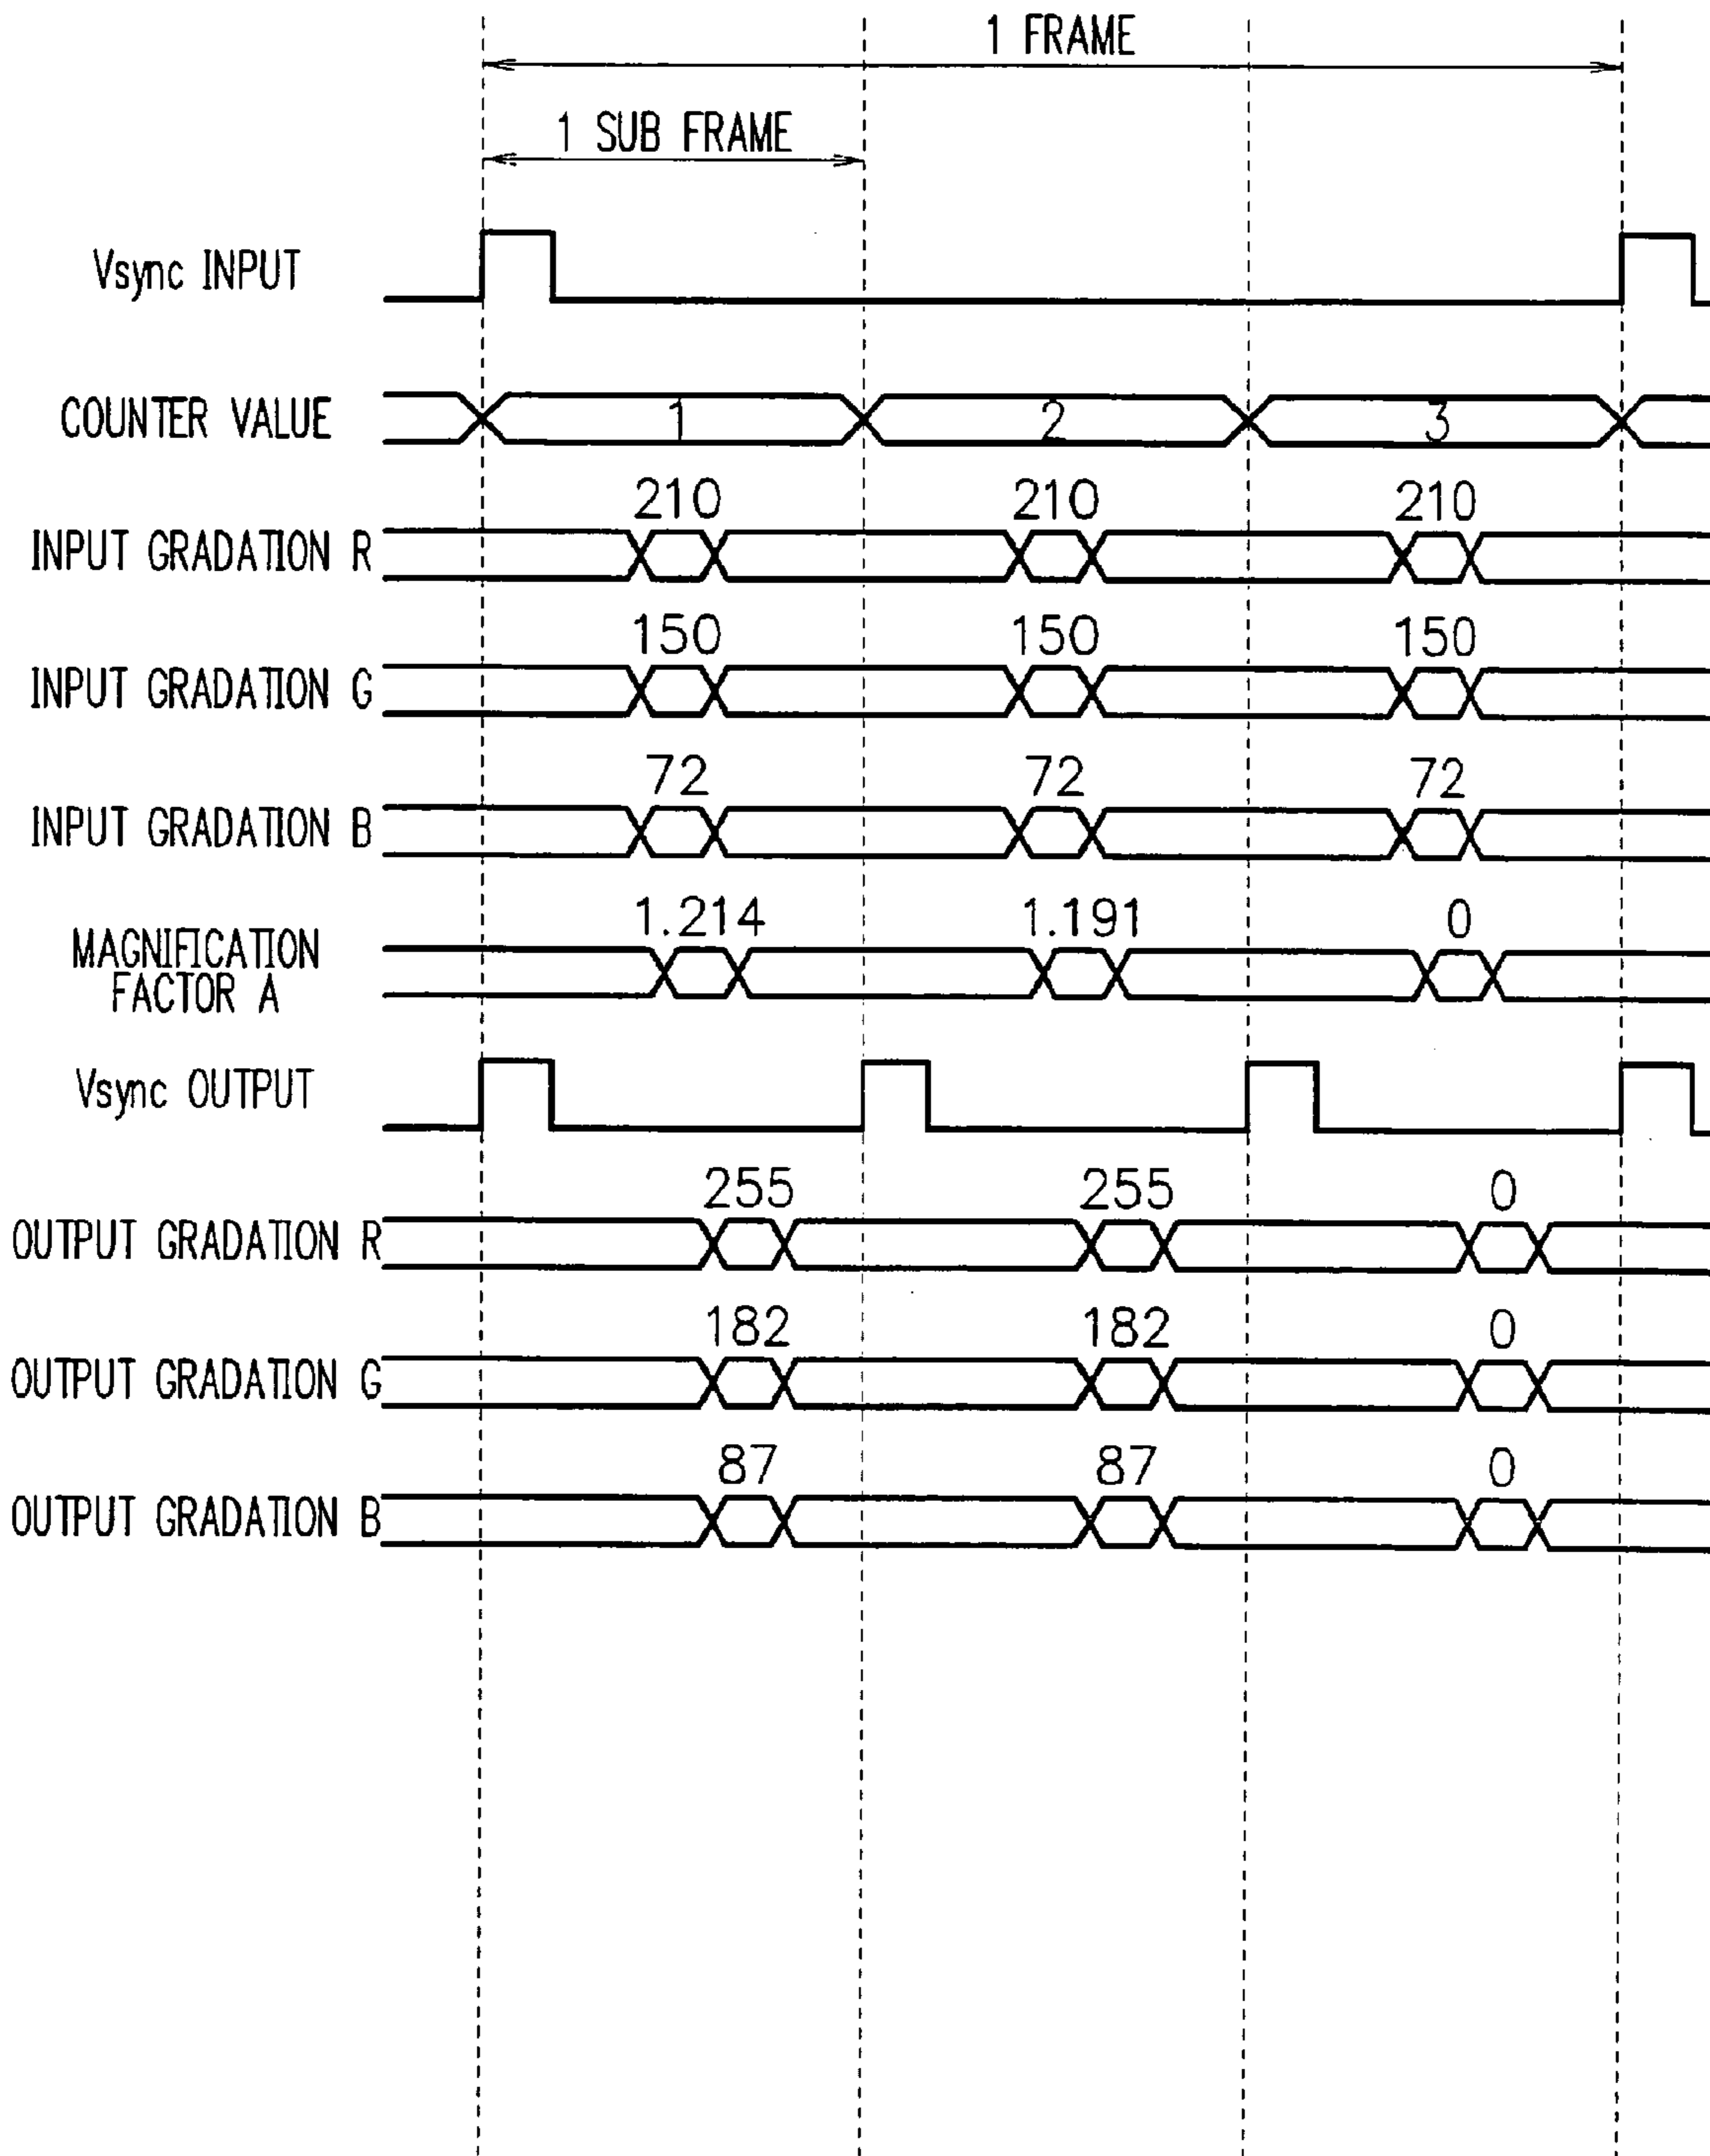 1 FRAME
1 SUB FRAME
Vsync INPUT
COUNTER VALUE 1 2 3
210 210 210
INPUT GRADATION R
150 150 150
INPUT GRADATION G
72 72 72
INPUT GRADATION B
1.214 1.191 0
MAGNIFICATION
FACTOR A
Vsync OUTPUT
255 255 0
OUTPUT GRADATION R
182 182 0
OUTPUT GRADATION G
87 87 0
OUTPUT GRADATION B